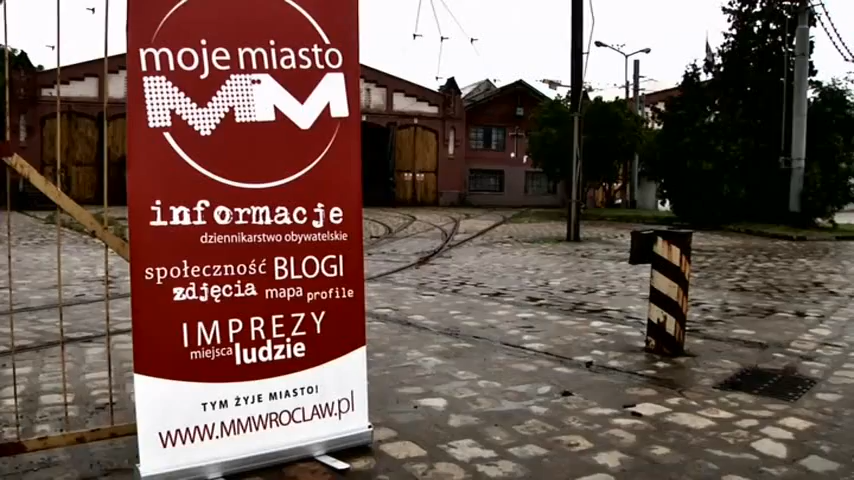 moje miasto
MM
informacje
dziennikarstwo obywatelskie
społeczność BLOGI
zdjęcia mapa profile
IMPREZY
miejsca ludzie
TYM ŻYJE MIASTO!
WWW.MMWROCLAW.pl